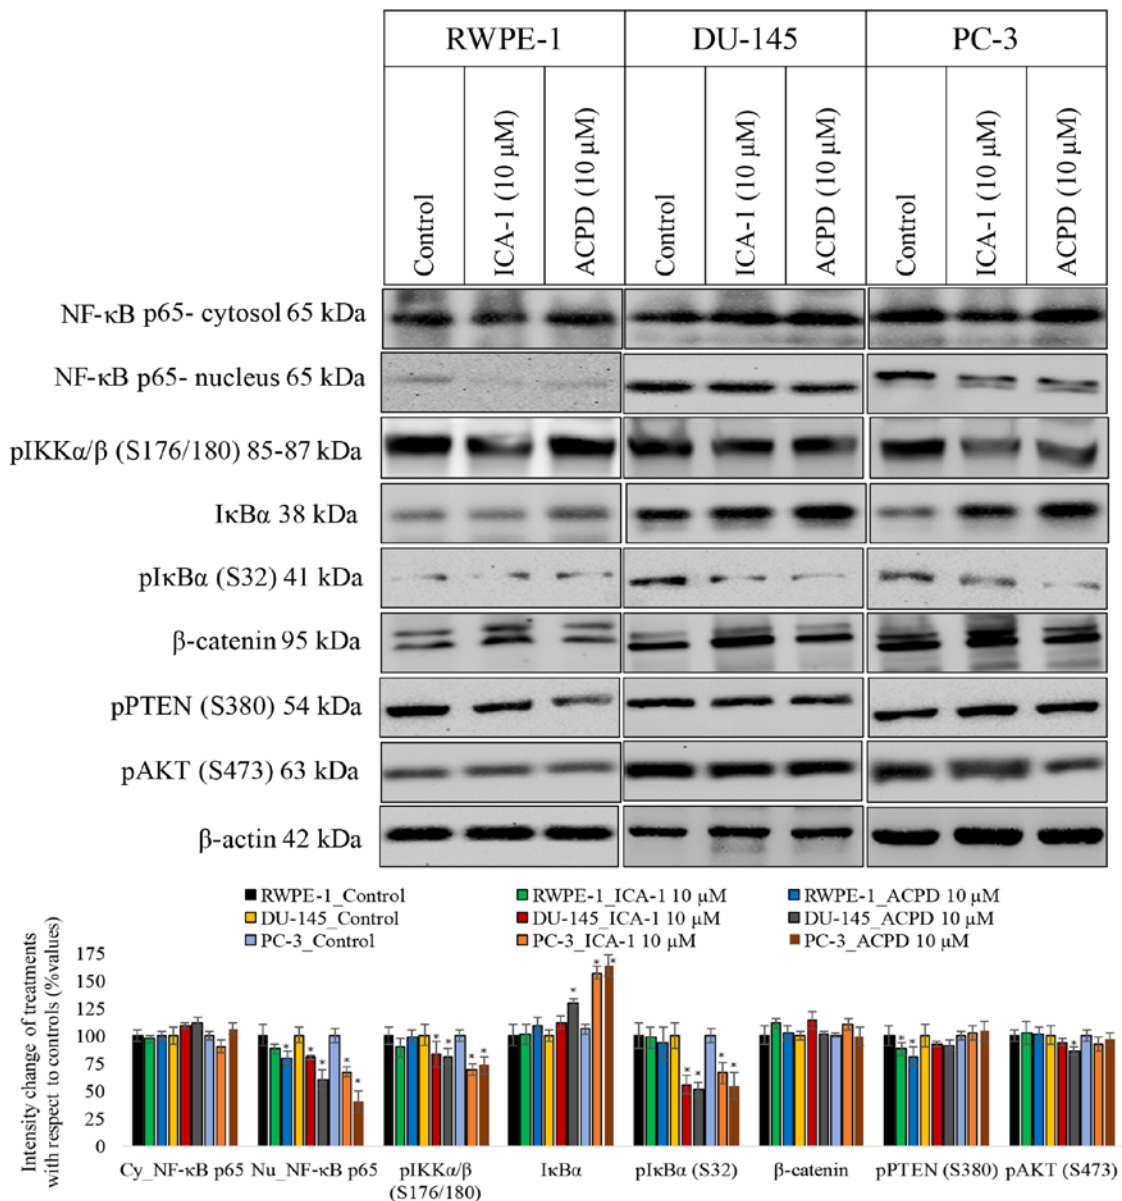 RWPE-1 DU-145 PC-3
Control ICA-1 (10 μM) ACPD (10 μM) Control ICA-1 (10 μM) ACPD (10 μM) Control ICA-1 (10 μM) ACPD (10 μM)
NF-κB p65- cytosol 65 kDa
NF-κB p65- nucleus 65 kDa
pIKKα/β (S176/180) 85-87 kDa
IκBα 38 kDa
pIκBα (S32) 41 kDa
β-catenin 95 kDa
pPTEN (S380) 54 kDa
pAKT (S473) 63 kDa
β-actin 42 kDa
RWPE-1_Control RWPE-1_ICA-1 10 μM RWPE-1_ACPD 10 μM
DU-145_Control DU-145_ICA-1 10 μM DU-145_ACPD 10 μM
PC-3_Control PC-3_ICA-1 10 μM PC-3_ACPD 10 μM
Intensity change of treatments
with respect to controls (%values)
175
150
125
100
75
50
25
0
Cy_NF-κB p65 Nu_NF-κB p65 pIKKα/β IκBα pIκBα (S32) β-catenin pPTEN (S380) pAKT (S473)
(S176/180)